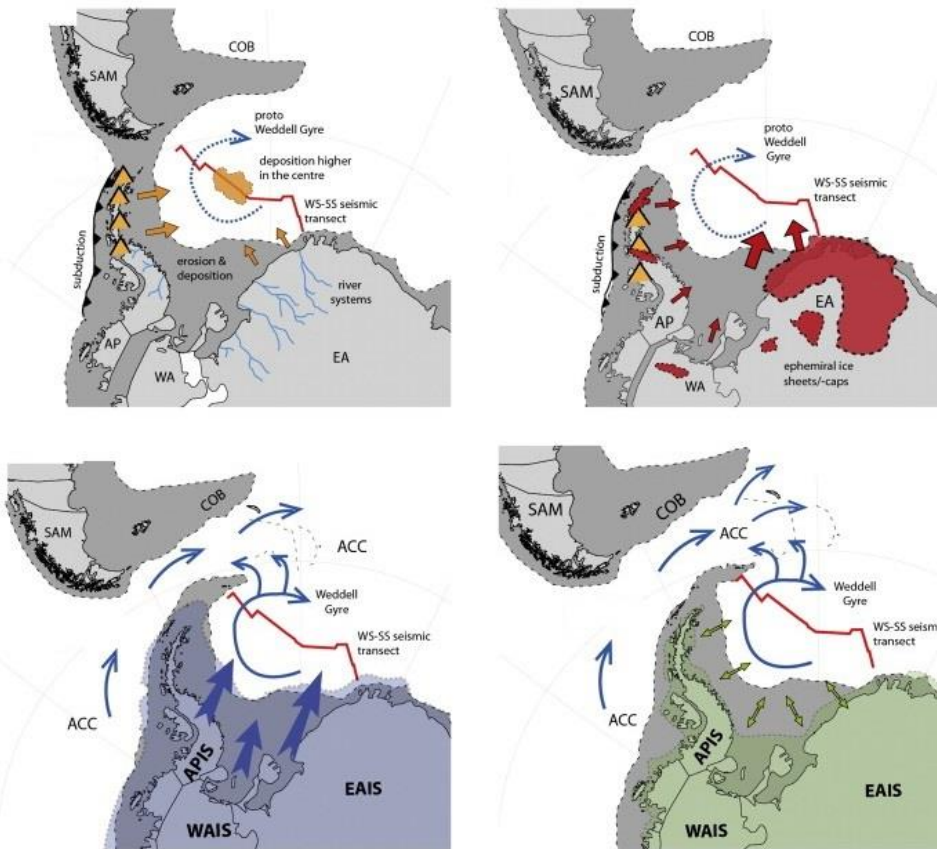 COB
SAM
proto
Weddell Gyre
deposition higher
in the centre
WS-SS seismic
transect
subduction
erosion &
deposition
river
systems
AP
WA
EA
COB
SAM
proto
Weddell
Gyre
WS-SS seismic
transect
subduction
EA
AP
WA
ephemiral ice
sheets/-caps
SAM
COB
ACC
Weddell
Gyre
WS-SS seismic
transect
ACC
APIS
EAIS
WAIS
SAM
COB
ACC
Weddell
Gyre
WS-SS seismic
transect
ACC
APIS
EAIS
WAIS